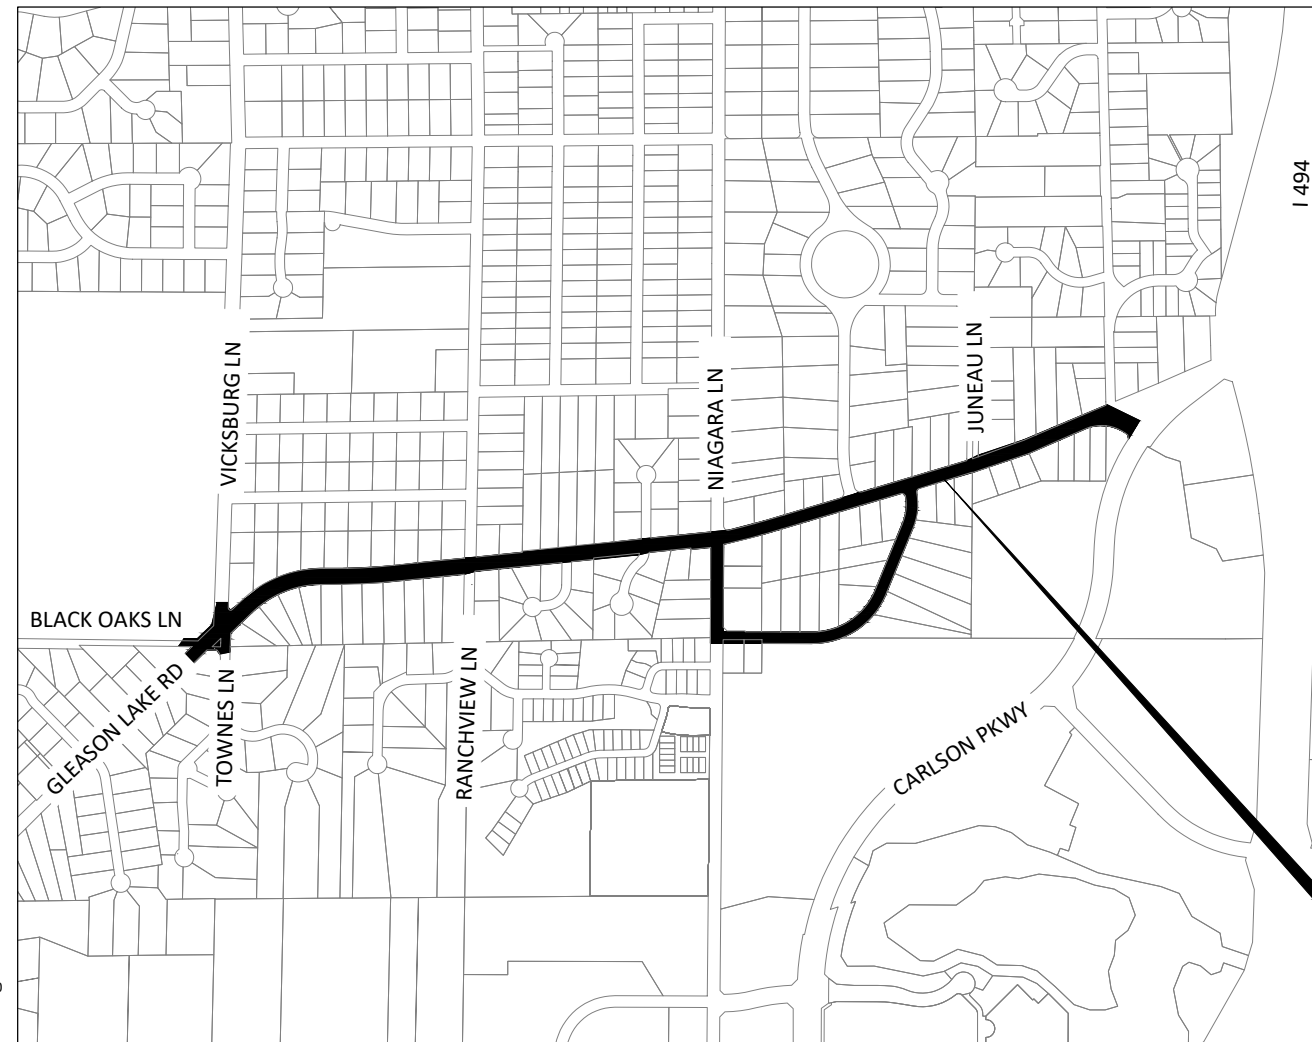 I 494
VICKSBURG LN
NIAGARA LN
JUNEAU LN
BLACK OAKS LN
GLEASON LAKE RD
TOWNES LN
RANCHVIEW LN
CARLSON PKWY